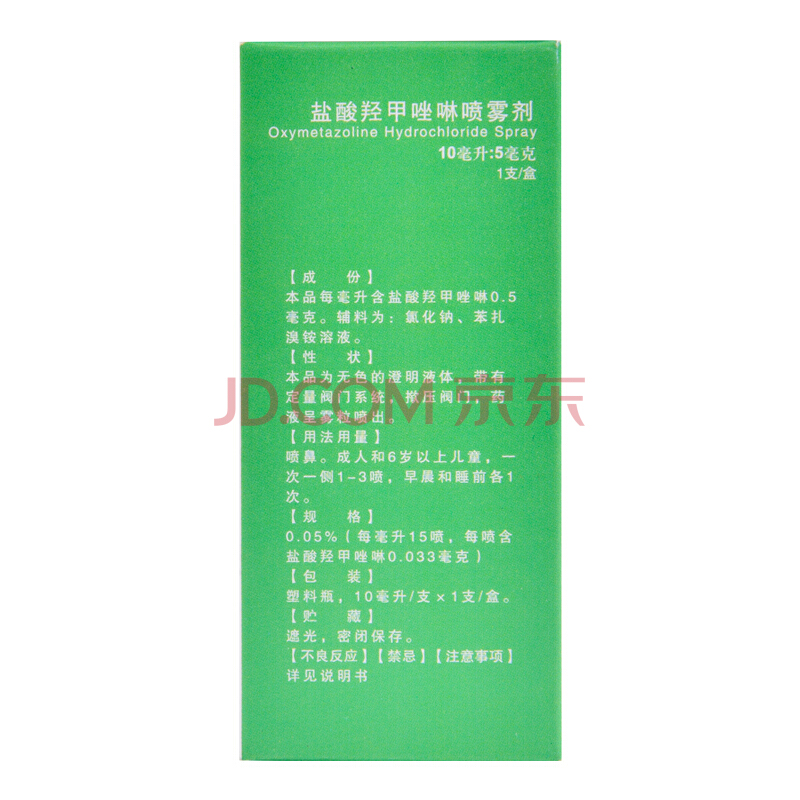 盐酸羟甲唑啉喷雾剂
Oxymetazoline Hydrochloride Spray
10毫升:5毫克
1支/盒
【成 份】
本品每毫升含盐酸羟甲唑啉0.5
毫克。辅料为：氯化钠、苯扎
溴铵溶液。
【性 状】
本品为无色的澄明液体，带有
定量阀门系统，揿压阀门，药
液呈雾粒喷出。
JD.COM 京东
【用法用量】
喷鼻。成人和6岁以上儿童，一
次一侧1-3喷，早晨和睡前各1
次。
【规 格】
0.05%（每毫升15喷，每喷含
盐酸羟甲唑啉0.033毫克）
【包 装】
塑料瓶，10毫升/支×1支/盒。
【贮 藏】
遮光，密闭保存。
【不良反应】【禁忌】【注意事项】
详见说明书